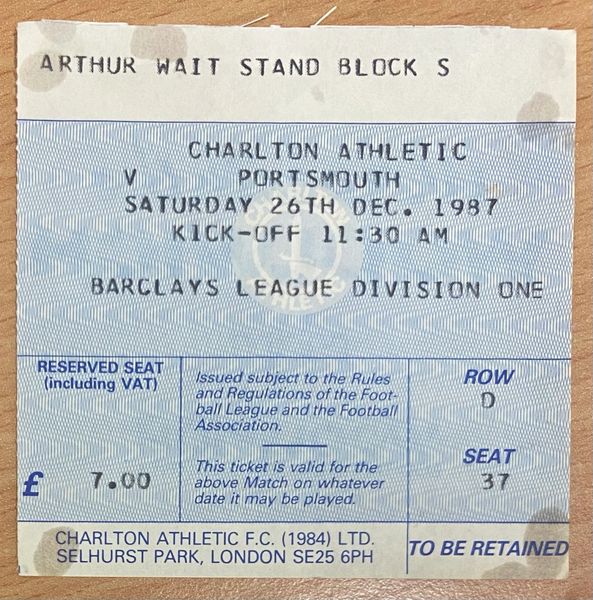 ARTHUR WAIT STAND BLOCK S
CHARLTON ATHLETIC
V PORTSMOUTH
SATURDAY 26TH DEC. 1987
KICK-OFF 11:30 AM
CHARLTON
ATHLETIC
BARCLAYS LEAGUE DIVISION ONE
RESERVED SEAT
(including VAT)
£ 7.00
Issued subject to the Rules
and Regulations of the Foot-
ball League and the Football
Association.
This ticket is valid for the
above Match on whatever
date it may be played.
ROW
D
SEAT
37
CHARLTON ATHLETIC F.C. (1984) LTD.
SELHURST PARK, LONDON SE25 6PH
TO BE RETAINED